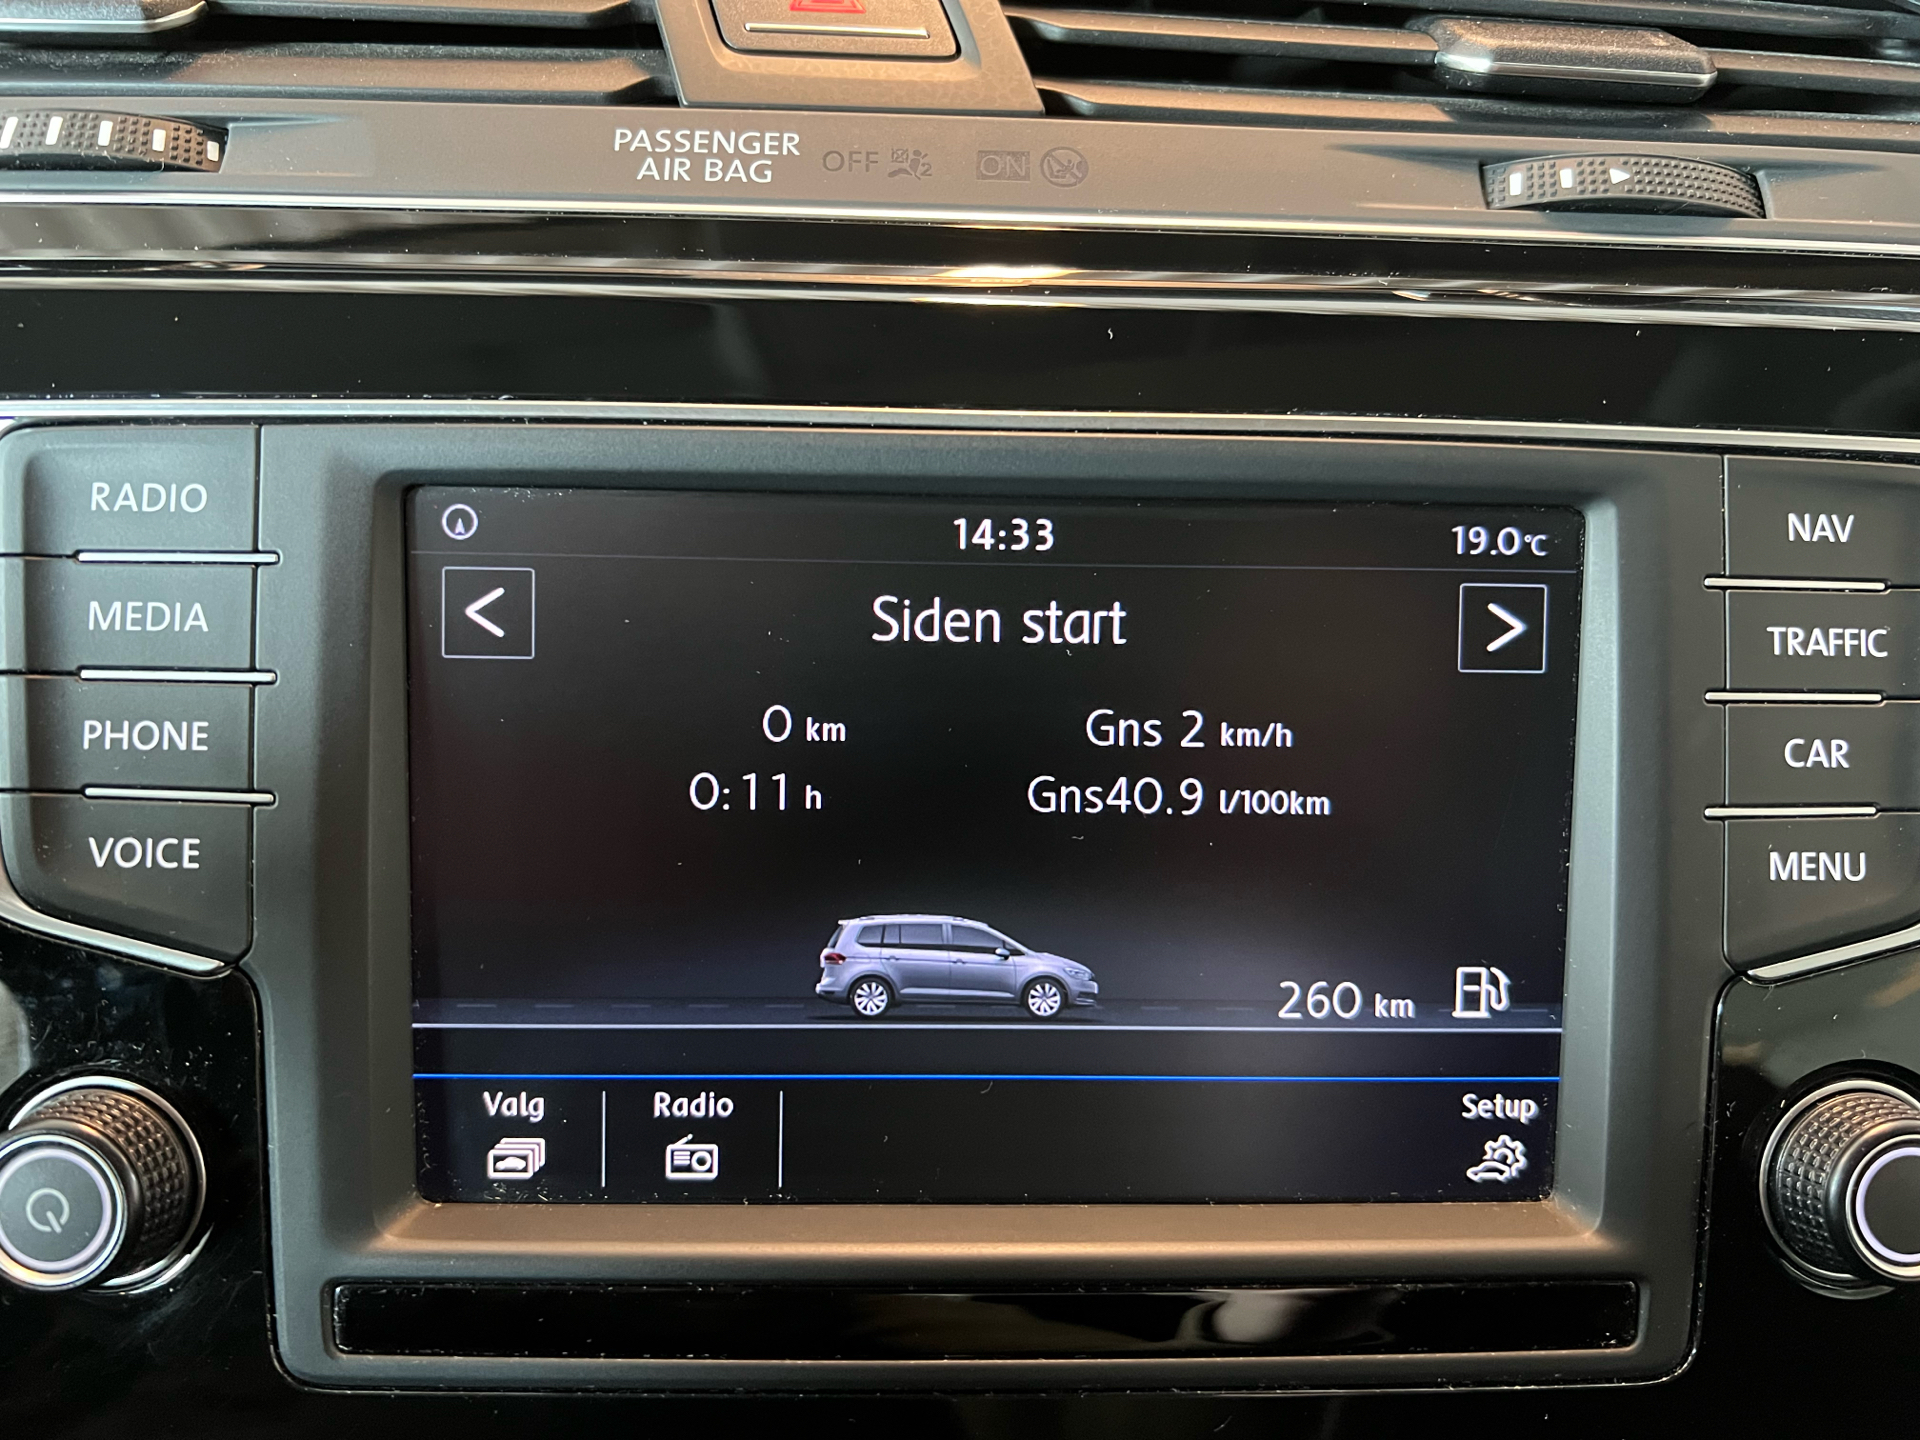 PASSENGER
AIR BAG
OFF
2
ON
RADIO
MEDIA
PHONE
VOICE
14:33
19.0°C
<
Siden start
>
0 km
Gns 2 km/h
0:11 h
Gns40.9 l/100km
260 km
Valg
Radio
Setup
NAV
TRAFFIC
CAR
MENU